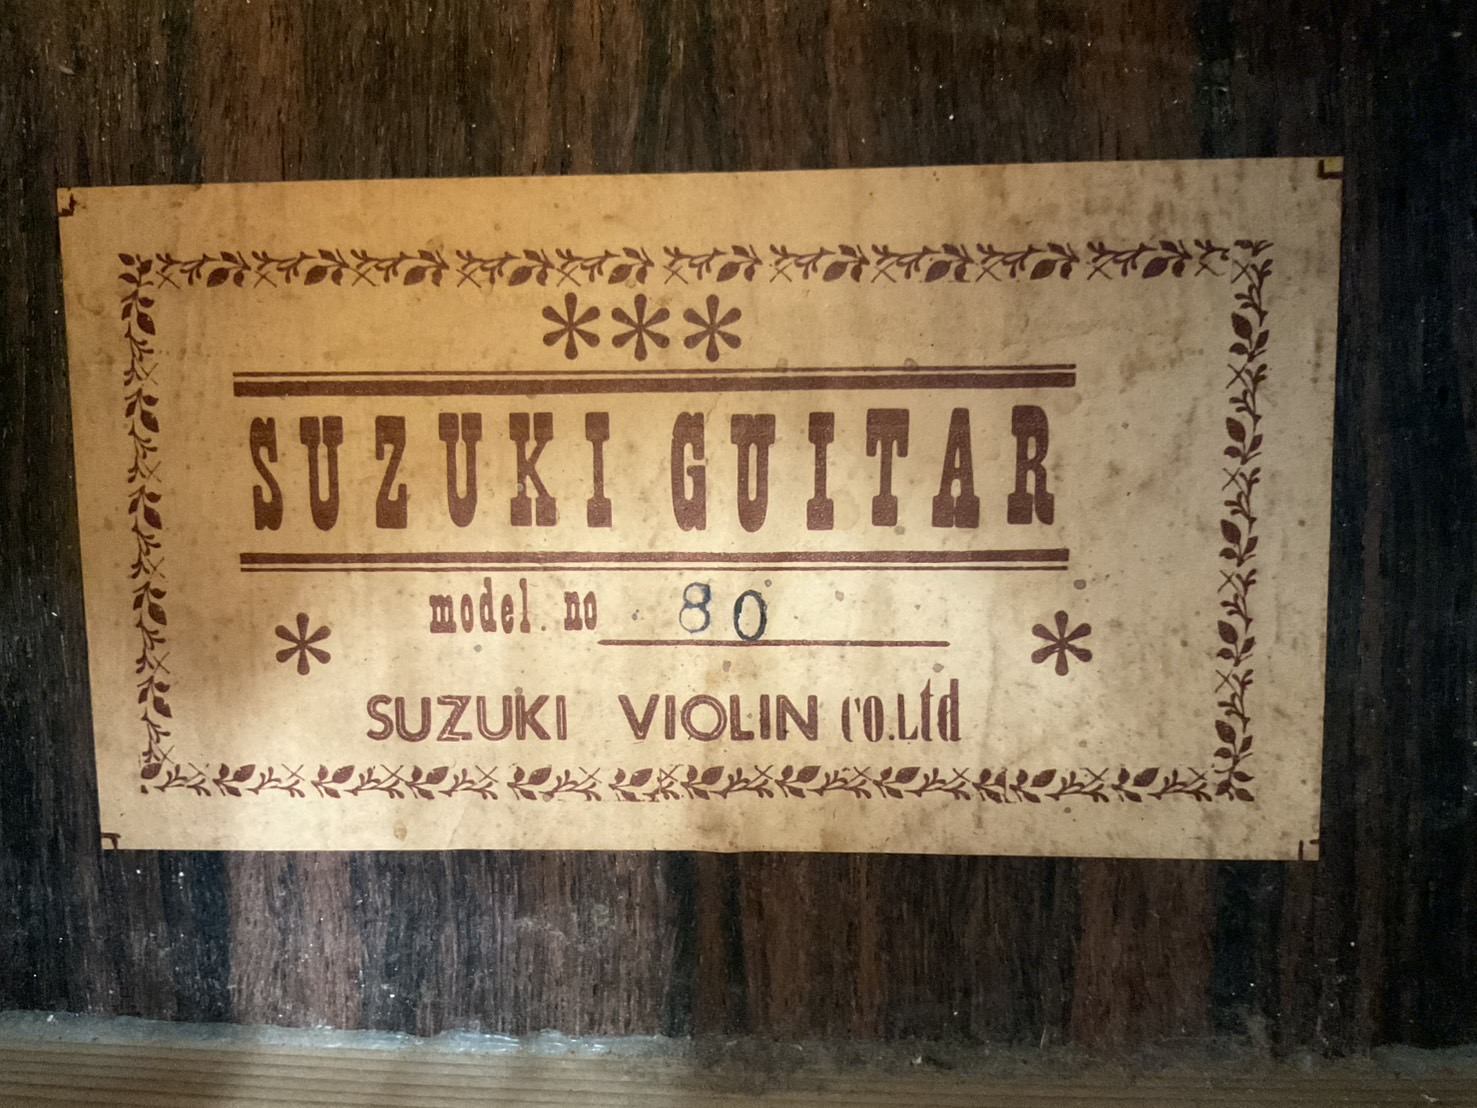 ***
SUZUKI GUITAR
* model no 80 *
SUZUKI VIOLIN CO.Ltd